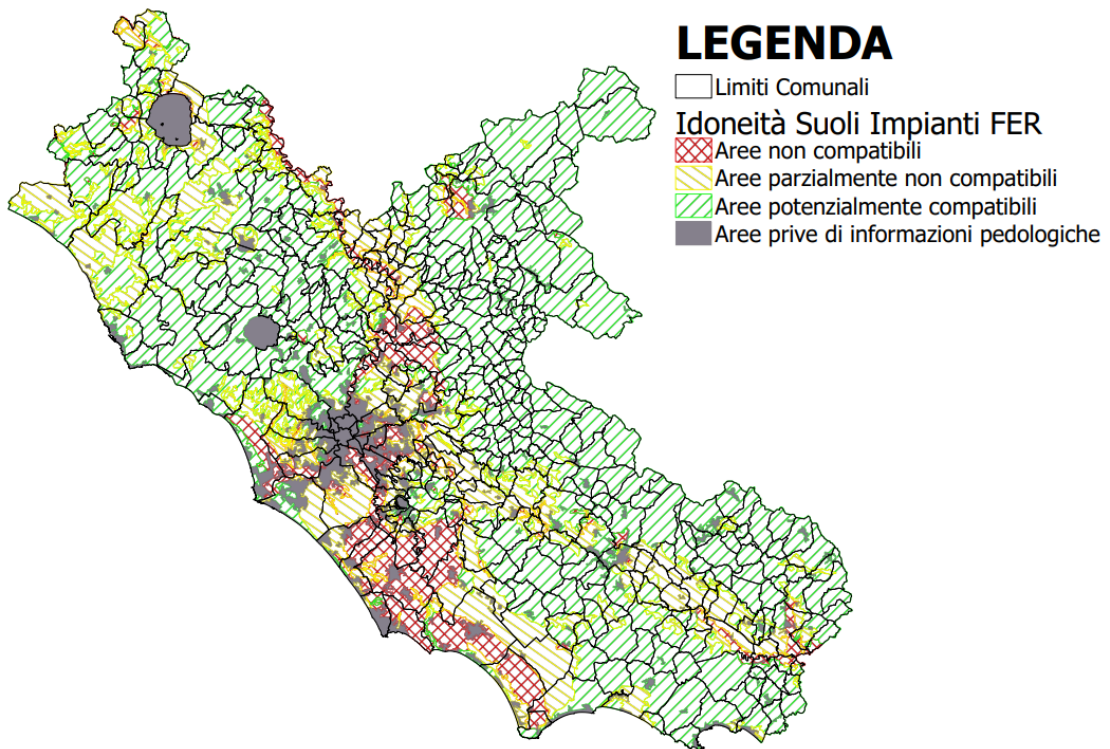 LEGENDA
Limiti Comunali
Idoneità Suoli Impianti FER
Aree non compatibili
Aree parzialmente non compatibili
Aree potenzialmente compatibili
Aree prive di informazioni pedologiche